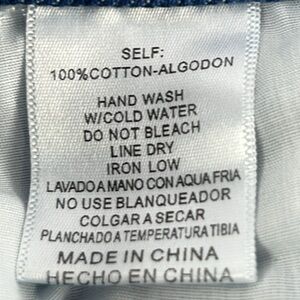 SELF:
100%COTTON-ALGODON
HAND WASH
W/COLD WATER
DO NOT BLEACH
LINE DRY
IRON LOW
LAVADO A MANO CON AQUA FRIA
NO USE BLANQUEADOR
COLGAR A SECAR
PLANCHADO A TEMPERATURA TIBIA
MADE IN CHINA
HECHO EN CHINA